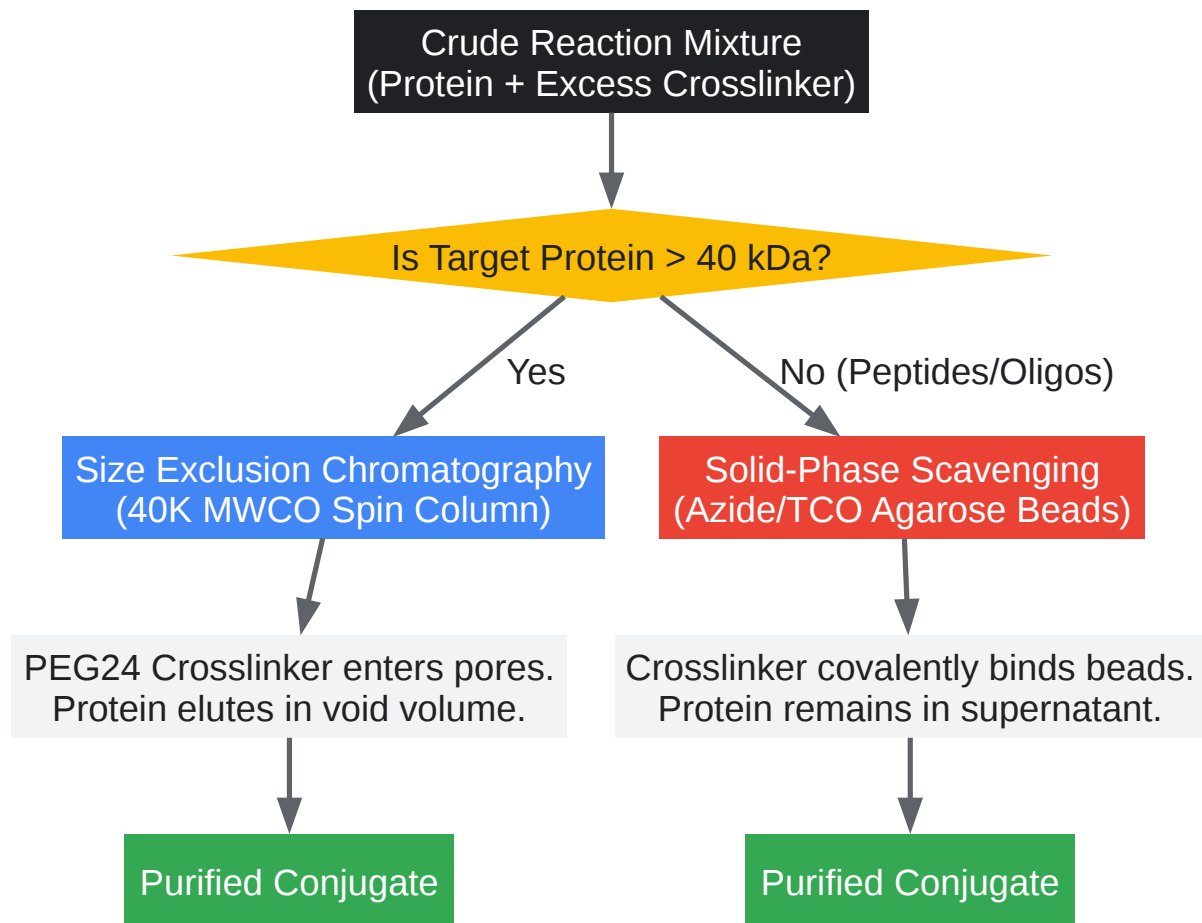 Crude Reaction Mixture
(Protein + Excess Crosslinker)
Is Target Protein > 40 kDa?
Yes
No (Peptides/Oligos)
Size Exclusion Chromatography
(40K MWCO Spin Column)
Solid-Phase Scavenging
(Azide/TCO Agarose Beads)
PEG24 Crosslinker enters pores.
Protein elutes in void volume.
Crosslinker covalently binds beads.
Protein remains in supernatant.
Purified Conjugate
Purified Conjugate